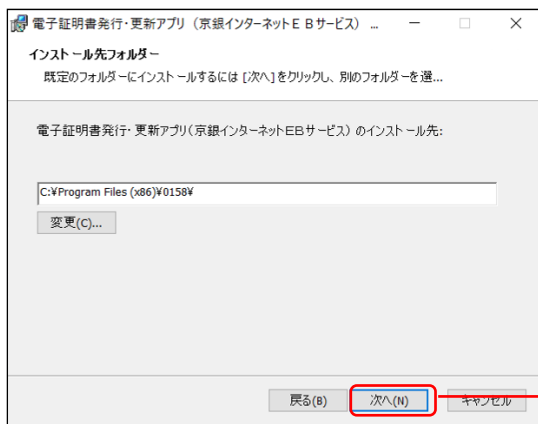 電子証明書発行・更新アプリ（京銀インターネットＥＢサービス） ...
インストール先フォルダー
既定のフォルダーにインストールするには [次へ]をクリックし、別のフォルダーを選...
電子証明書発行・更新アプリ(京銀インターネットEBサービス) のインストール先:
C:¥Program Files (x86)¥0158¥
変更(C)...
戻る(B) 次へ(N) キャンセル